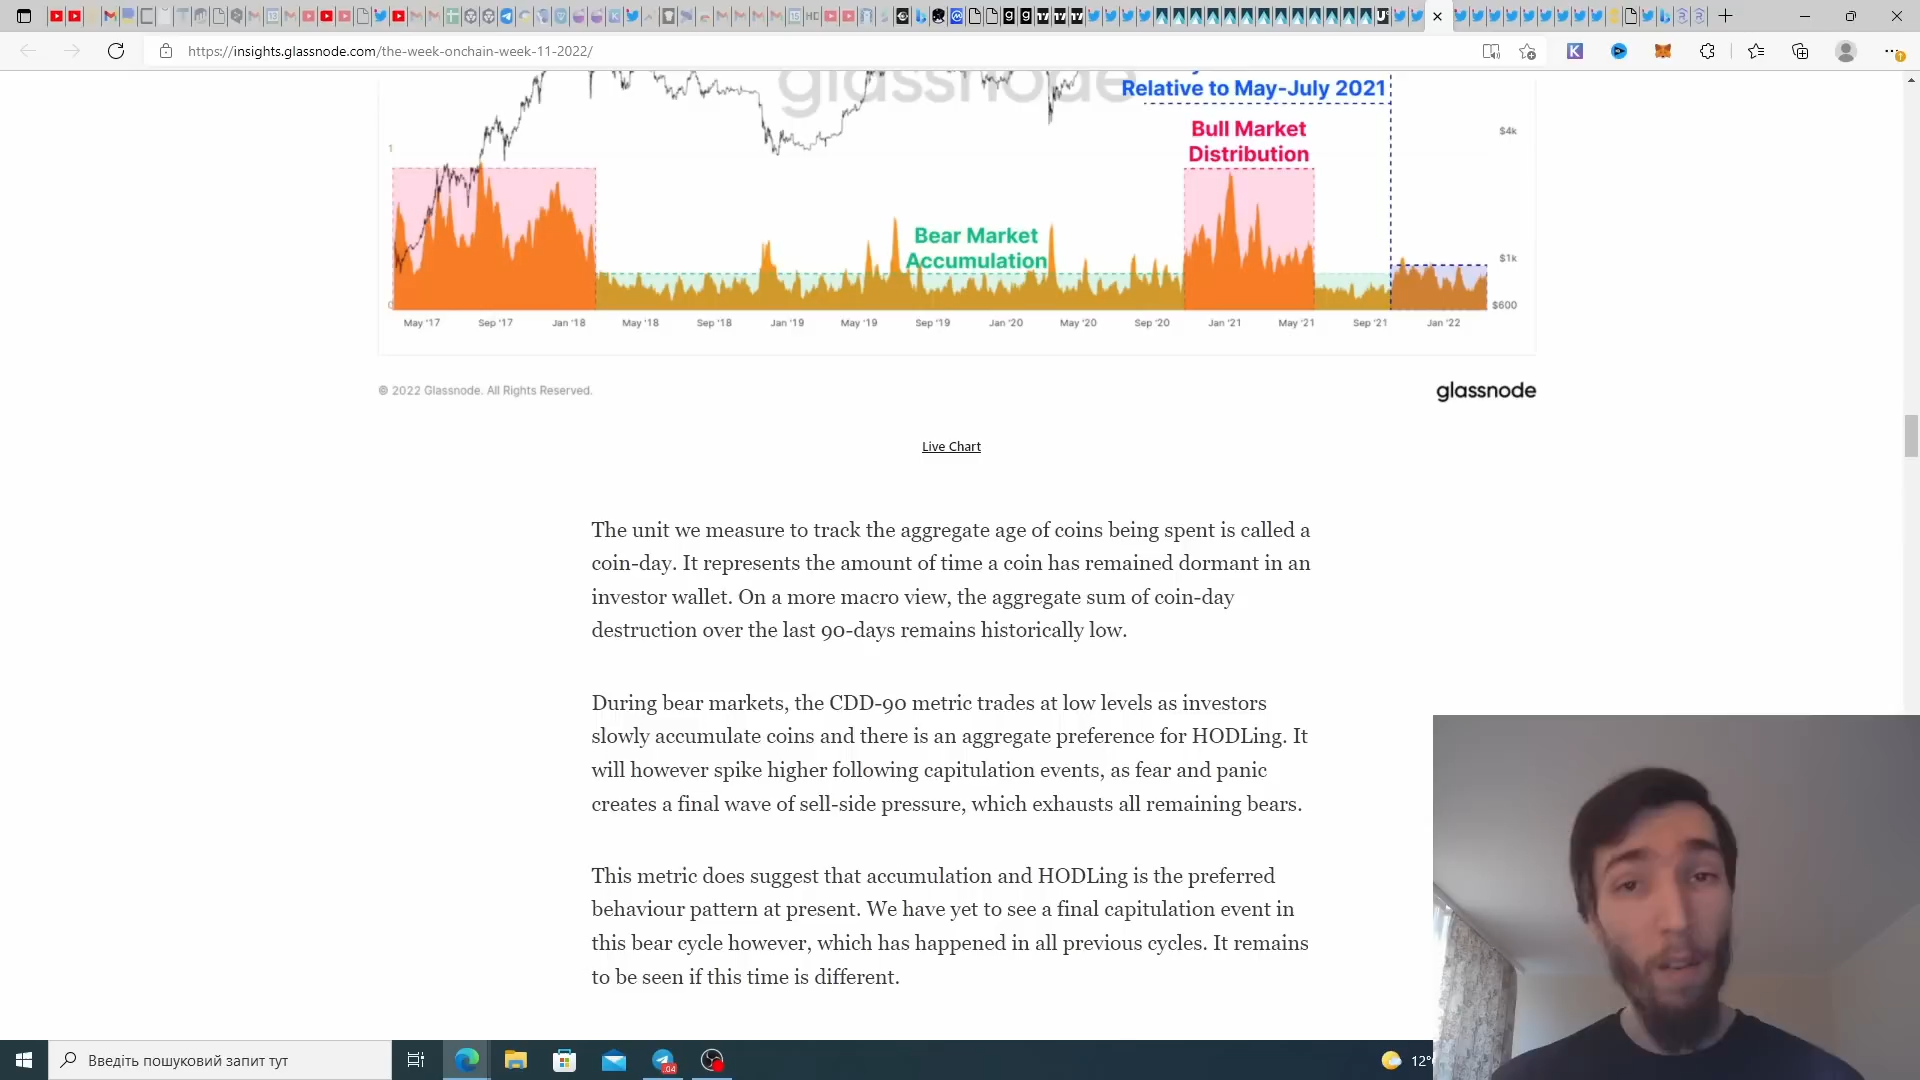 https://insights.glassnode.com/the-week-onchain-week-11-2022/
glassnode
Relative to May-July 2021
Bull Market
Distribution
$4k
1
Bear Market
Accumulation
$1k
0
$600
May '17 Sep '17 Jan '18 May '18 Sep '18 Jan '19 May '19 Sep '19 Jan '20 May '20 Sep '20 Jan '21 May '21 Sep '21 Jan '22
© 2022 Glassnode. All Rights Reserved.
glassnode
Live Chart
The unit we measure to track the aggregate age of coins being spent is called a
coin-day. It represents the amount of time a coin has remained dormant in an
investor wallet. On a more macro view, the aggregate sum of coin-day
destruction over the last 90-days remains historically low.
During bear markets, the CDD-90 metric trades at low levels as investors
slowly accumulate coins and there is an aggregate preference for HODLing. It
will however spike higher following capitulation events, as fear and panic
creates a final wave of sell-side pressure, which exhausts all remaining bears.
This metric does suggest that accumulation and HODLing is the preferred
behaviour pattern at present. We have yet to see a final capitulation event in
this bear cycle however, which has happened in all previous cycles. It remains
to be seen if this time is different.
Введіть пошуковий запит тут
12°